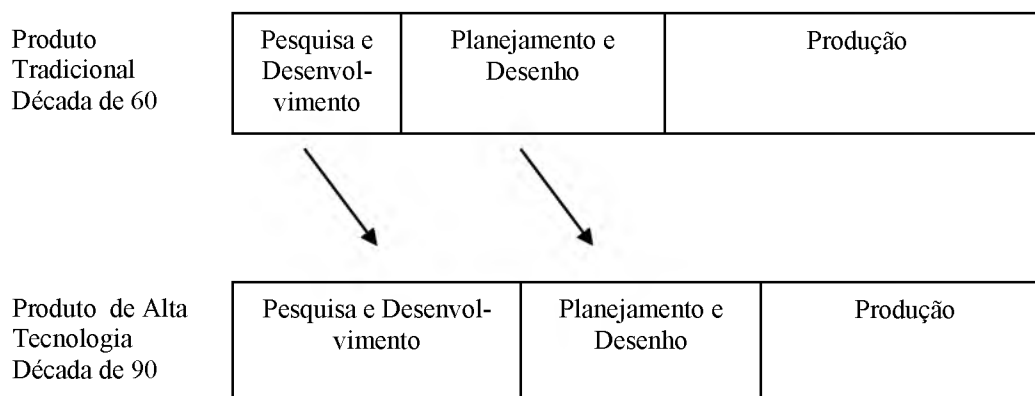 Produto
Tradicional
Década de 60
Pesquisa e
Desenvol-
vimento
Planejamento e
Desenho
Produção
Produto de Alta
Tecnologia
Década de 90
Pesquisa e Desenvol-
vimento
Planejamento e
Desenho
Produção